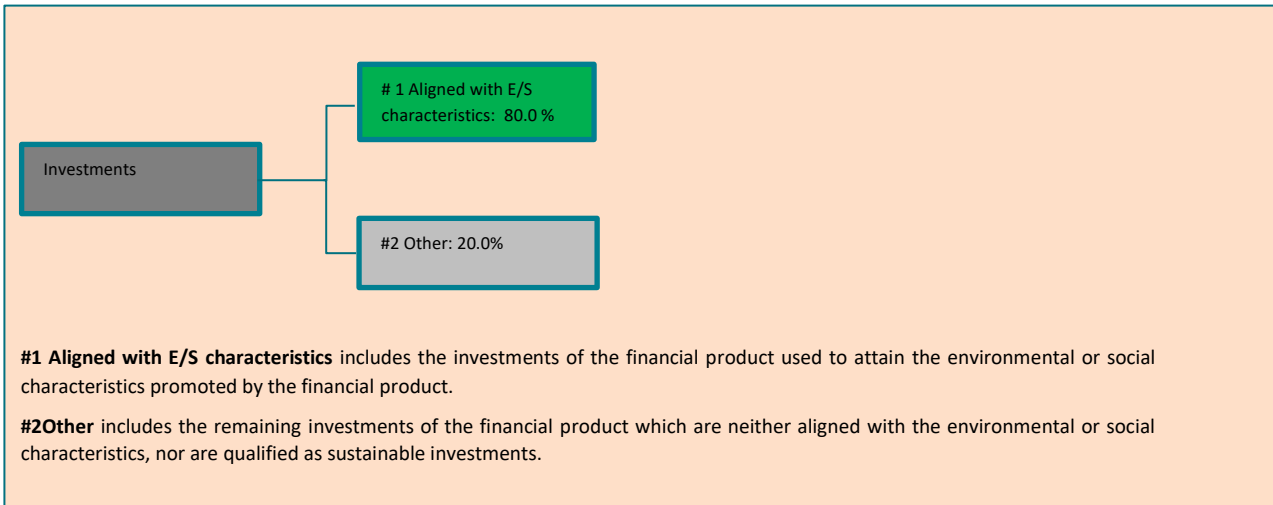 # 1 Aligned with E/S
characteristics:  80.0 %
Investments
#2 Other: 20.0%
#1 Aligned with E/S characteristics includes the investments of the financial product used to attain the environmental or social
characteristics promoted by the financial product.
#2Other includes the remaining investments of the financial product which are neither aligned with the environmental or social
characteristics, nor are qualified as sustainable investments.